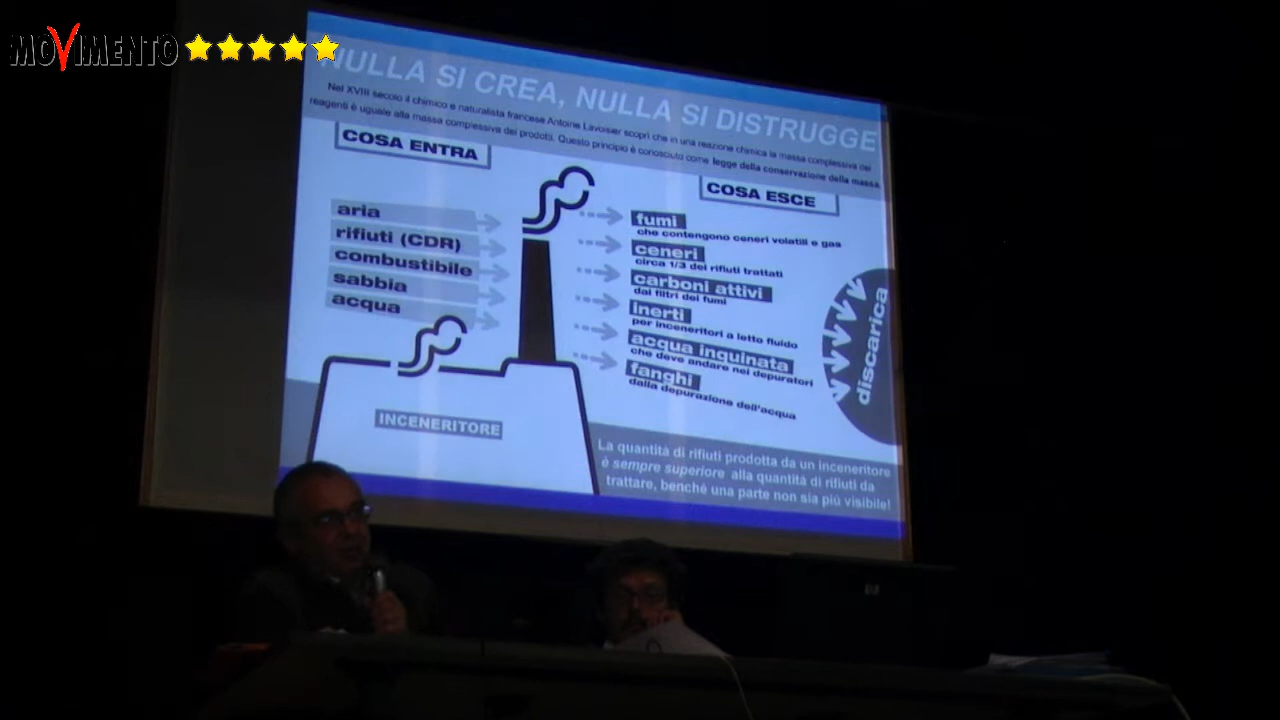 MOVIMENTO
NULLA SI CREA, NULLA SI DISTRUGGE
Nel XVIII secolo il chimico e naturalista francese Antoine Lavoisier scoprì che in una reazione chimica la massa complessiva dei
reagenti è uguale alla massa complessiva dei prodotti. Questo principio è conosciuto come legge della conservazione della massa.
COSA ENTRA
aria
rifiuti (CDR)
combustibile
sabbia
acqua
INCENERITORE
COSA ESCE
fumi
che contengono ceneri volatili e gas
ceneri
circa 1/3 dei rifiuti trattati
carboni attivi
dai filtri dei fumi
inerti
per inceneritori a letto fluido
acqua inquinata
che deve andare nei depuratori
fanghi
dalla depurazione dell'acqua
discarica
La quantità di rifiuti prodotta da un inceneritore
è sempre superiore alla quantità di rifiuti da
trattare, benché una parte non sia più visibile!
hp